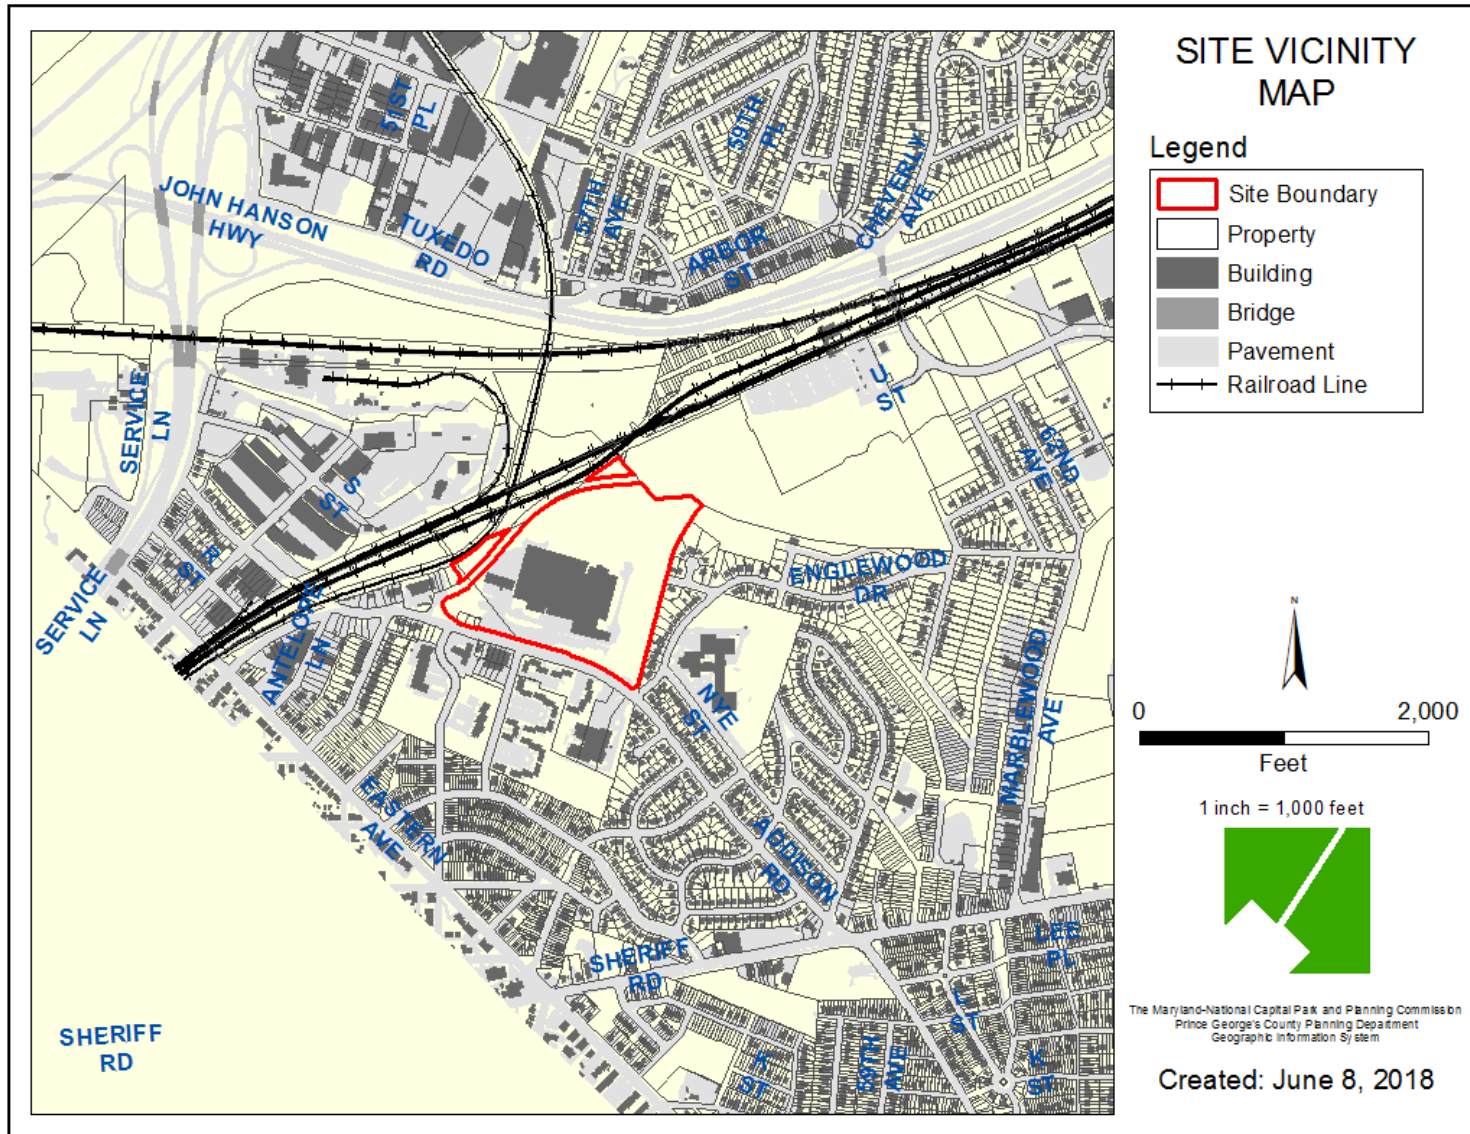 SITE VICINITY
MAP
Legend
Site Boundary
Property
Building
Bridge
Pavement
Railroad Line
N
0 2,000
Feet
1 inch = 1,000 feet
The Maryland-National Capital Park and Planning Commission
Prince George's County Planning Department
Geographic Information System
Created: June 8, 2018
51ST
PL
59TH
PL
JOHN HANSON
HWY
TUXEDO
RD
57TH
AVE
ARBOR
ST
CHEVERLY
AVE
SERVICE
LN
U
ST
62ND
AVE
S
ST
R
ST
SERVICE
LN
ANTELOPE
LN
ENGLEWOOD
DR
NYE
ST
MARBLEWOOD
AVE
EASTERN
AVE
ADDISON
RD
SHERIFF
RD
LEE
PL
L
ST
SHERIFF
RD
K
ST
59TH
AVE
K
ST